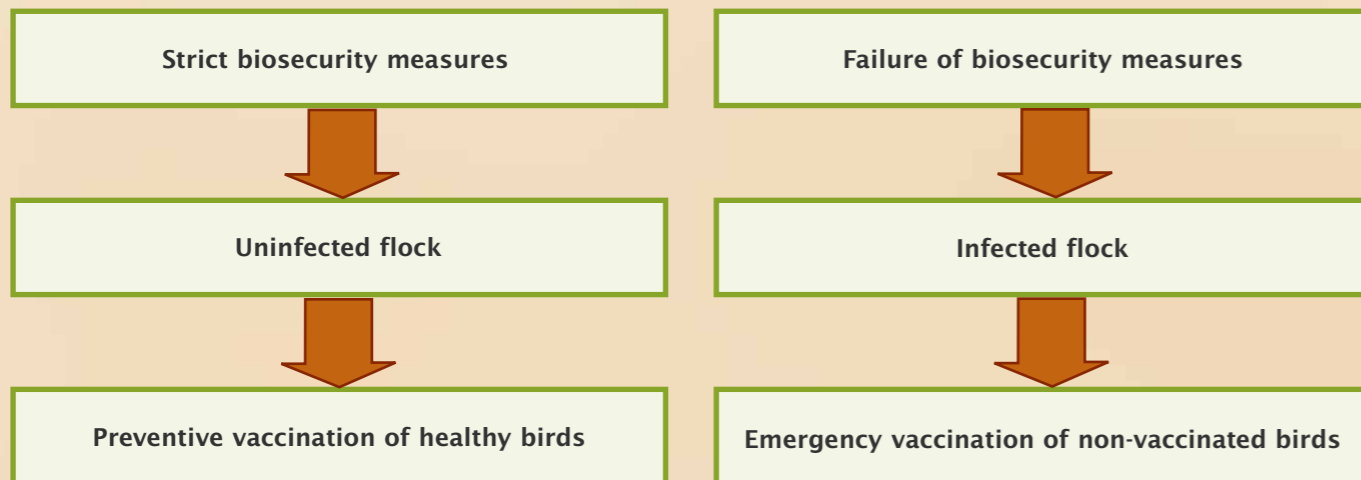 Strict biosecurity measures
Uninfected flock
Preventive vaccination of healthy birds
Failure of biosecurity measures
Infected flock
Emergency vaccination of non-vaccinated birds